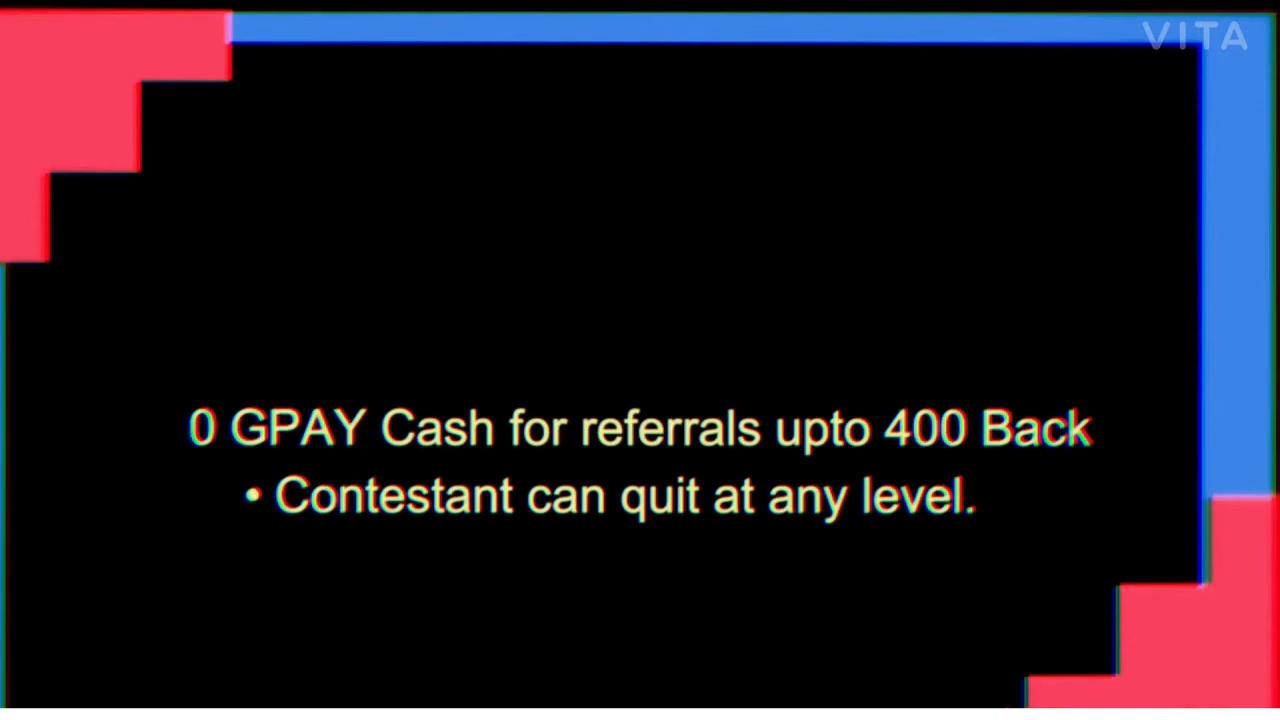 VITA
0 GPAY Cash for referrals upto 400 Back
• Contestant can quit at any level.